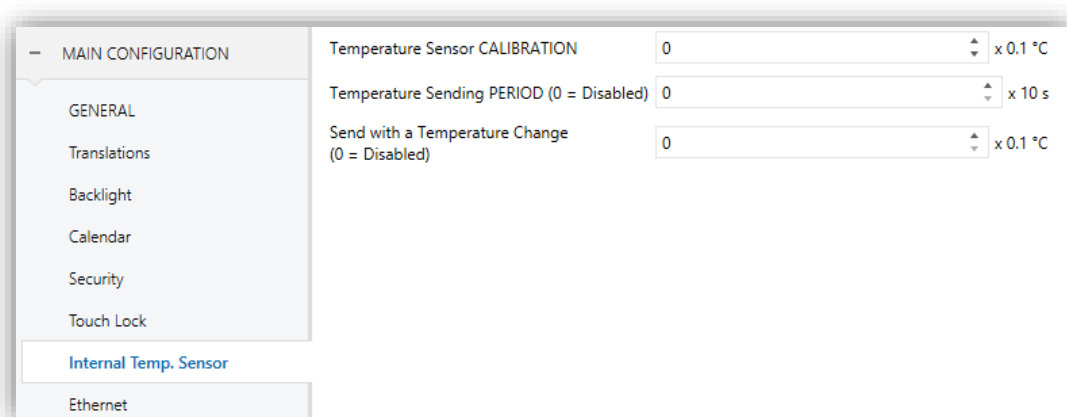 − MAIN CONFIGURATION
GENERAL
Translations
Backlight
Calendar
Security
Touch Lock
Internal Temp. Sensor
Ethernet
Temperature Sensor CALIBRATION 0 x 0.1 °C
Temperature Sending PERIOD (0 = Disabled) 0 x 10 s
Send with a Temperature Change
(0 = Disabled) 0 x 0.1 °C